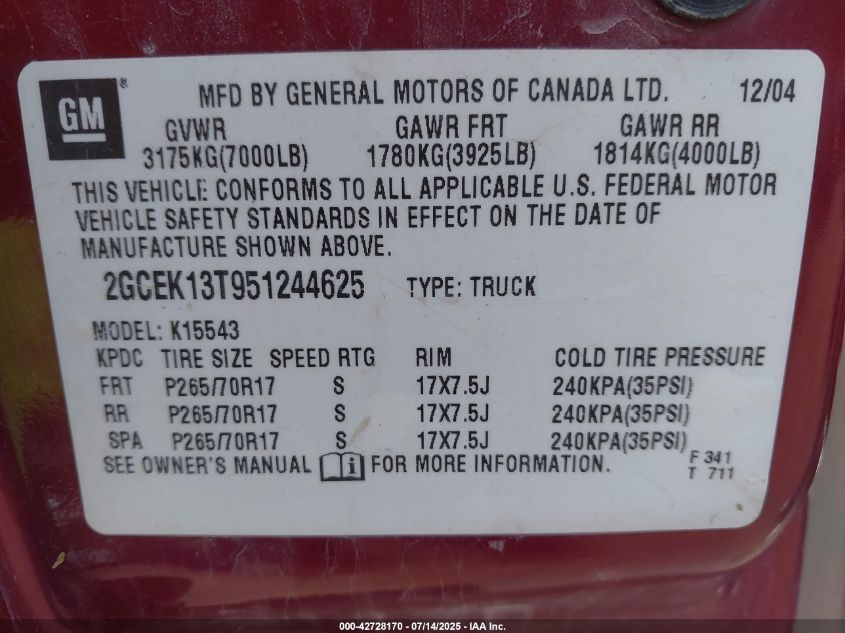 GM® MFD BY GENERAL MOTORS OF CANADA LTD. 12/04
GVWR GAWR FRT GAWR RR
3175KG(7000LB) 1780KG(3925LB) 1814KG(4000LB)
THIS VEHICLE CONFORMS TO ALL APPLICABLE U.S. FEDERAL MOTOR
VEHICLE SAFETY STANDARDS IN EFFECT ON THE DATE OF
MANUFACTURE SHOWN ABOVE.
2GCEK13T951244625 TYPE: TRUCK
MODEL: K15543
KPDC TIRE SIZE SPEED RTG RIM COLD TIRE PRESSURE
FRT P265/70R17 S 17X7.5J 240KPA(35PSI)
RR P265/70R17 S 17X7.5J 240KPA(35PSI)
SPA P265/70R17 S 17X7.5J 240KPA(35PSI)
SEE OWNER'S MANUAL i FOR MORE INFORMATION. F 341
T 711
000-42728170 - 07/14/2025 - IAA Inc.